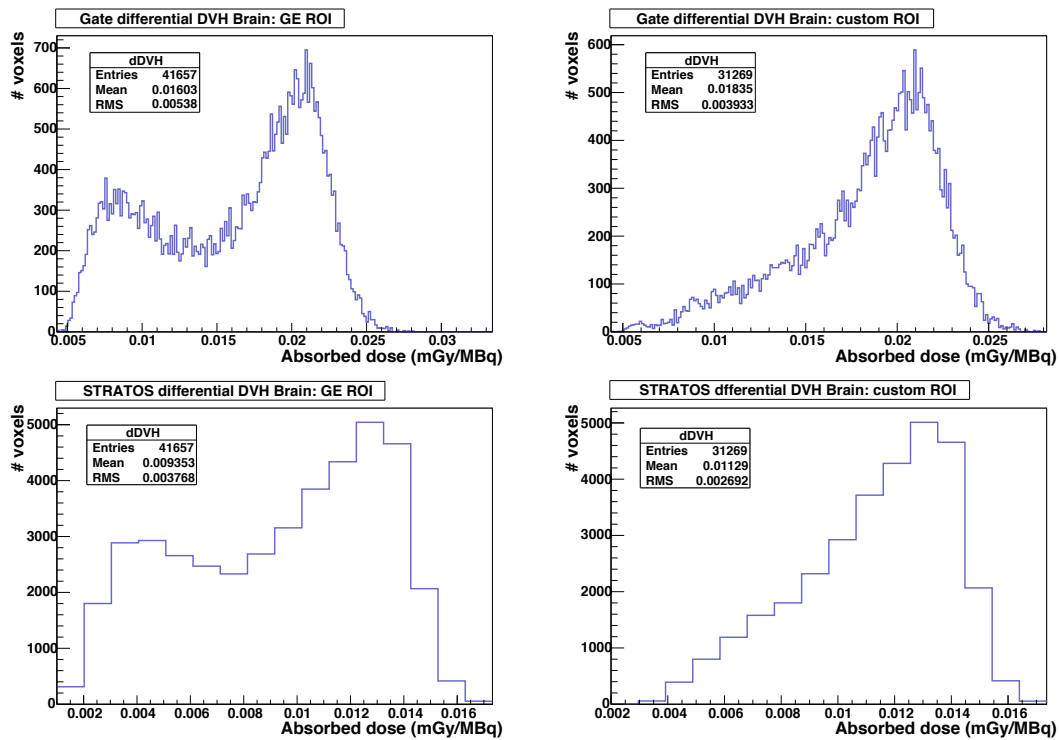 Gate differential DVH Brain: GE ROI
# voxels
700
600
500
400
300
200
100
0
dDVH
Entries 41657
Mean 0.01603
RMS 0.00538
0.005 0.01 0.015 0.02 0.025 0.03
Absorbed dose (mGy/MBq)
Gate differential DVH Brain: custom ROI
# voxels
600
500
400
300
200
100
0
dDVH
Entries 31269
Mean 0.01835
RMS 0.003933
0.005 0.01 0.015 0.02 0.025
Absorbed dose (mGy/MBq)
STRATOS differential DVH Brain: GE ROI
# voxels
5000
4000
3000
2000
1000
0
dDVH
Entries 41657
Mean 0.009353
RMS 0.003768
0.002 0.004 0.006 0.008 0.01 0.012 0.014 0.016
Absorbed dose (mGy/MBq)
STRATOS dfferential DVH Brain: custom ROI
# voxels
5000
4000
3000
2000
1000
0
dDVH
Entries 31269
Mean 0.01129
RMS 0.002692
0.002 0.004 0.006 0.008 0.01 0.012 0.014 0.016
Absorbed dose (mGy/MBq)